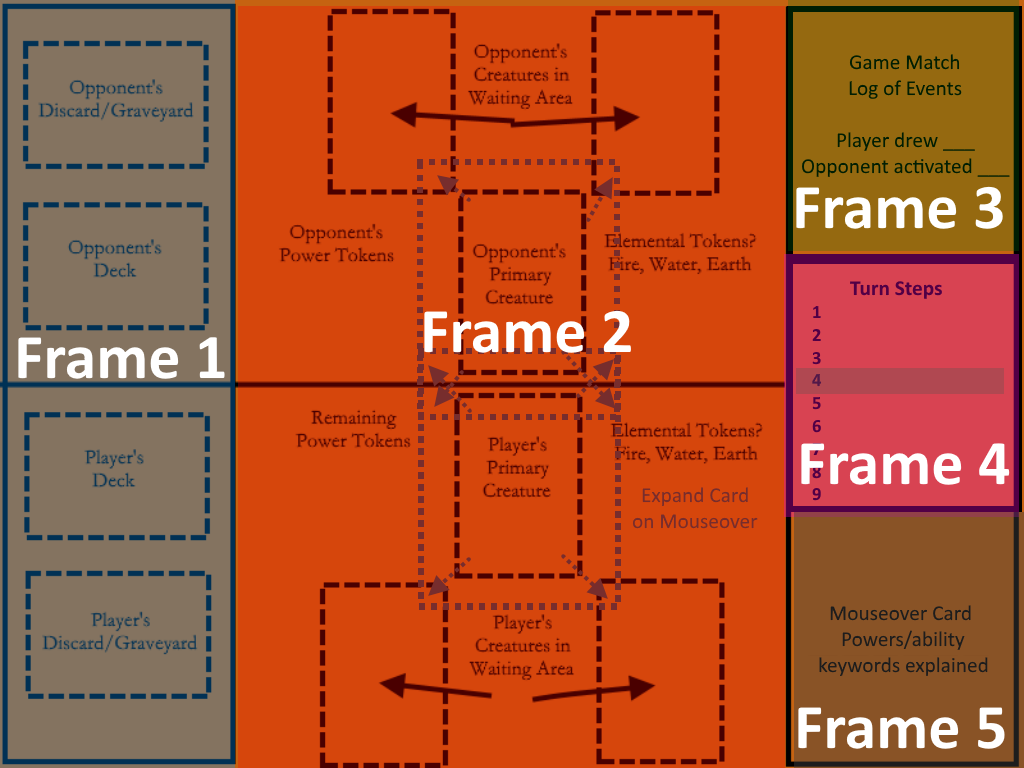 Opponent's
Discard/Graveyard
Opponent's
Deck
Frame 1
Player's
Deck
Player's
Discard/Graveyard
Opponent's
Creatures in
Waiting Area
Opponent's
Power Tokens
Opponent's
Primary
Creature
Elemental Tokens?
Fire, Water, Earth
Frame 2
Remaining
Power Tokens
Player's
Primary
Creature
Elemental Tokens?
Fire, Water, Earth
Expand Card
on Mouseover
Player's
Creatures in
Waiting Area
Game Match
Log of Events
Player drew ___
Opponent activated ___
Frame 3
Turn Steps
1
2
3
4
5
6
7
8
9
Frame 4
Mouseover Card
Powers/ability
keywords explained
Frame 5